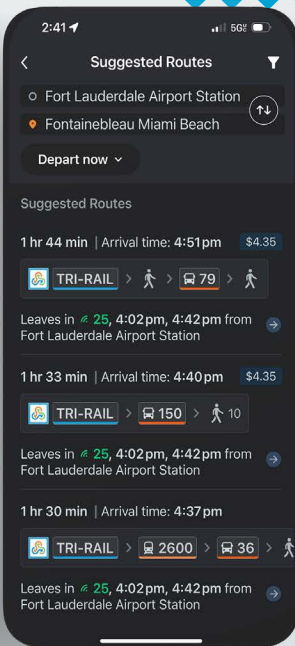 2:41 5G
Suggested Routes
Fort Lauderdale Airport Station
Fontainebleau Miami Beach
Depart now
Suggested Routes
1 hr 44 min | Arrival time: 4:51pm $4.35
TRI-RAIL > > 79 >
Leaves in 25, 4:02pm, 4:42pm from
Fort Lauderdale Airport Station
1 hr 33 min | Arrival time: 4:40pm $4.35
TRI-RAIL > 150 > 10
Leaves in 25, 4:02pm, 4:42pm from
Fort Lauderdale Airport Station
1 hr 30 min | Arrival time: 4:37pm
TRI-RAIL > 2600 > 36 >
Leaves in 25, 4:02pm, 4:42pm from
Fort Lauderdale Airport Station